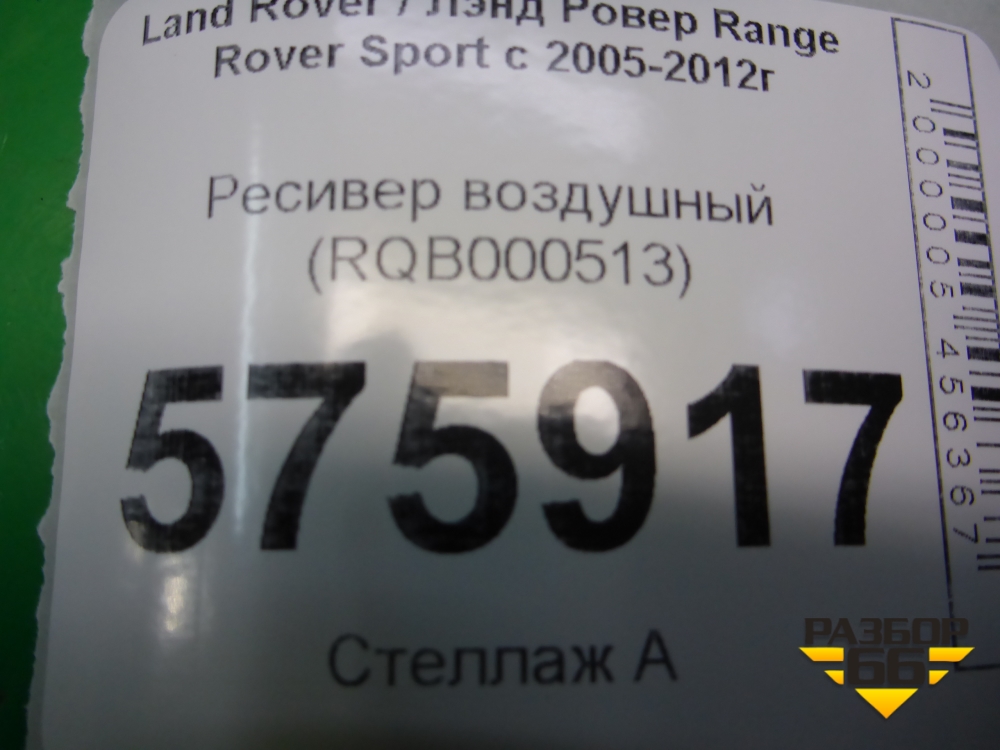 Land Rover / Лэнд Ровер Range
Rover Sport с 2005-2012г
Ресивер воздушный
(RQB000513)
575917
Стеллаж А
2000005456367
РАЗБОР
66